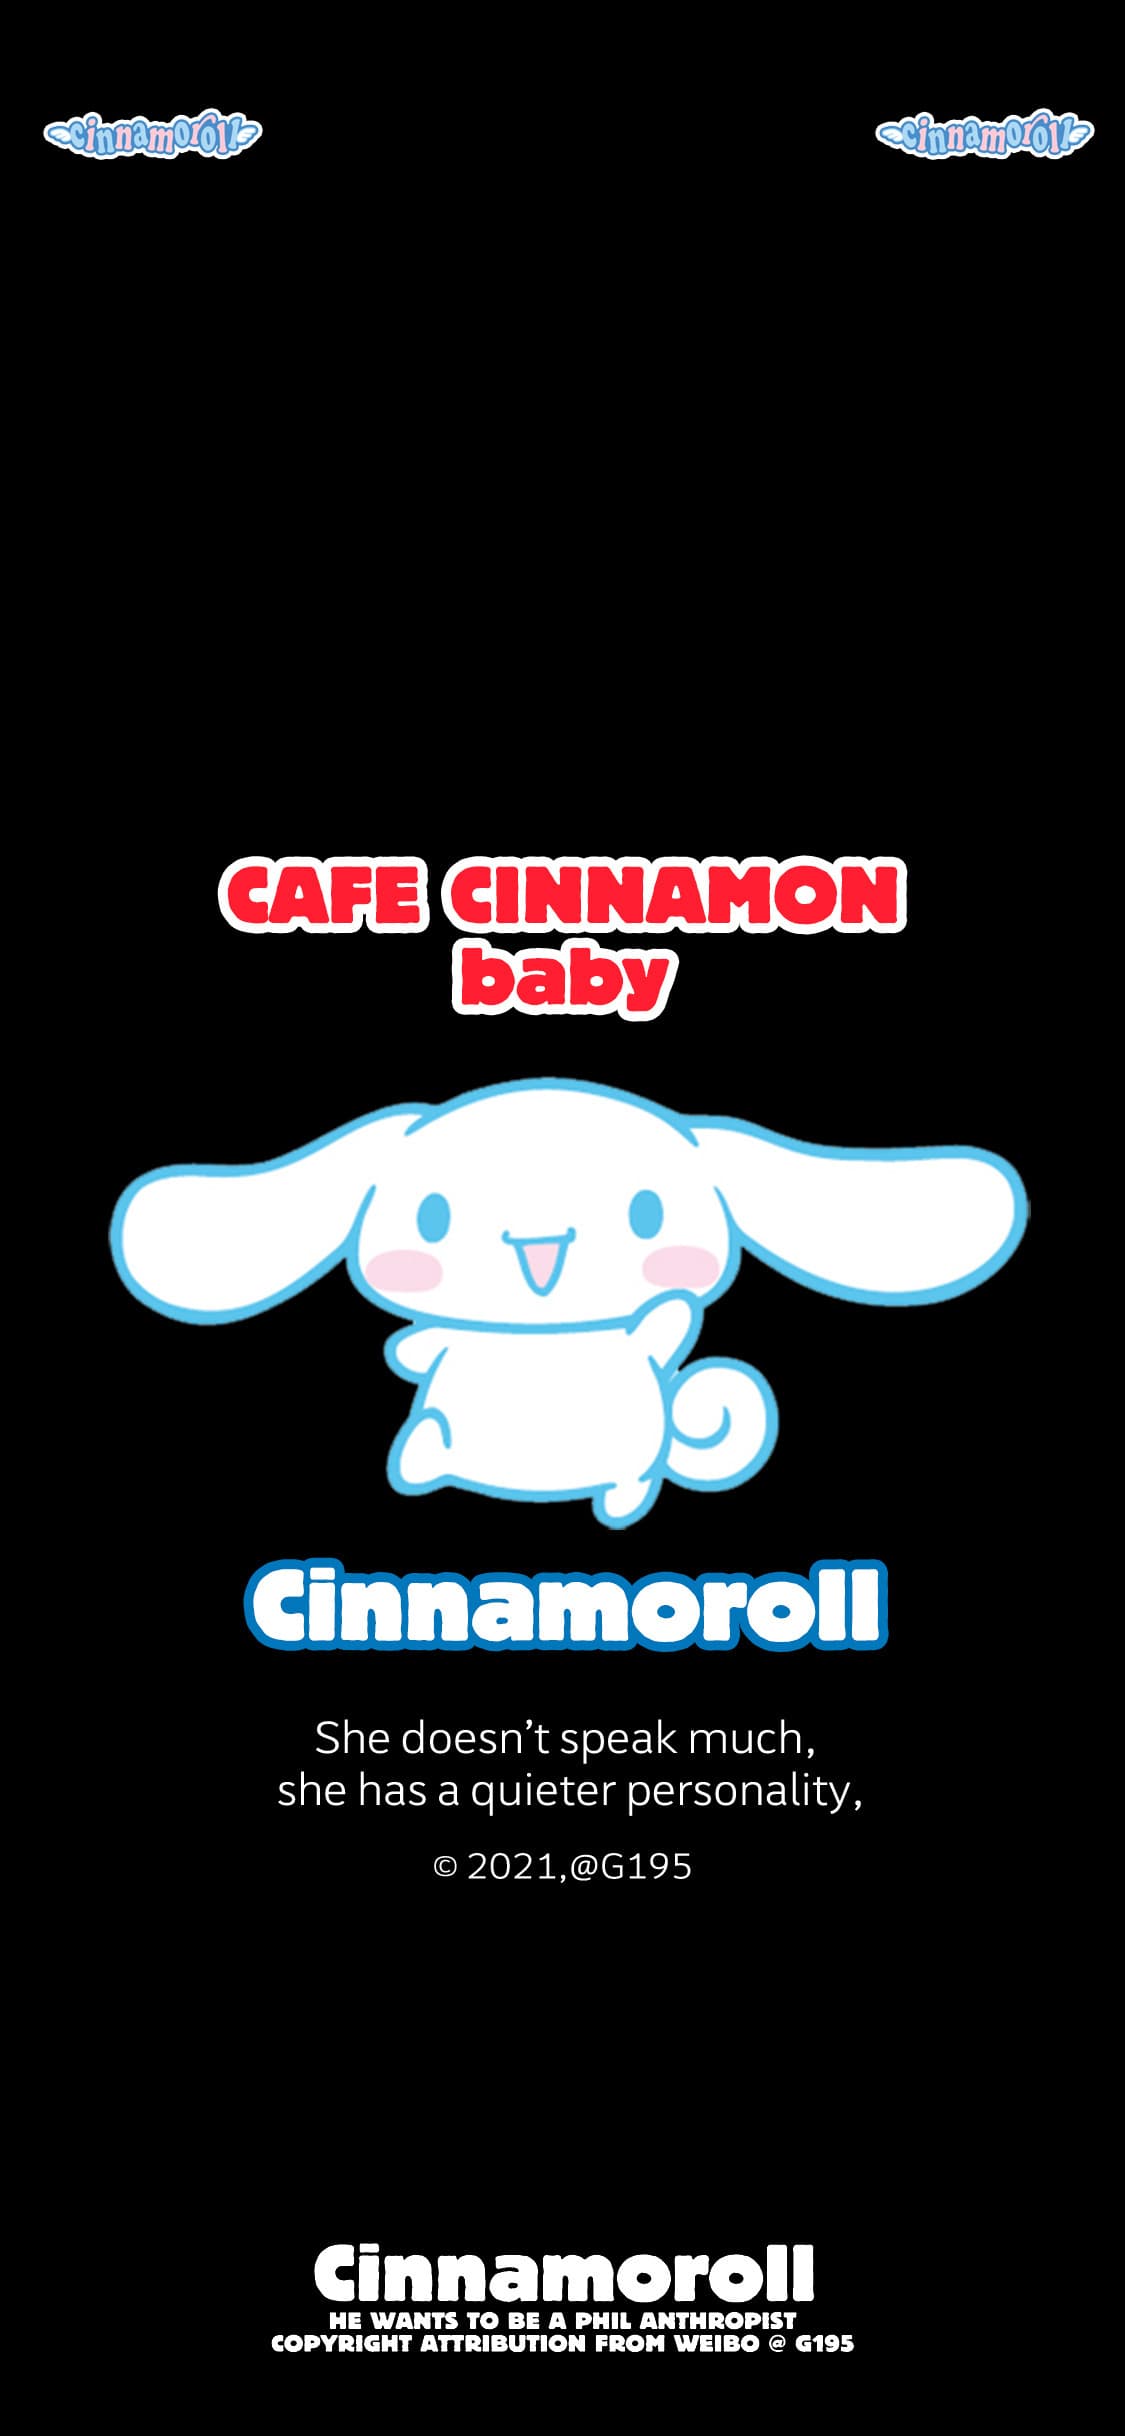 cinnamoroll cinnamoroll
CAFE CINNAMON
baby
Cinnamoroll
She doesn’t speak much,
she has a quieter personality,
© 2021,@G195
Cinnamoroll
HE WANTS TO BE A PHIL ANTHROPIST
COPYRIGHT ATTRIBUTION FROM WEIBO @ G195